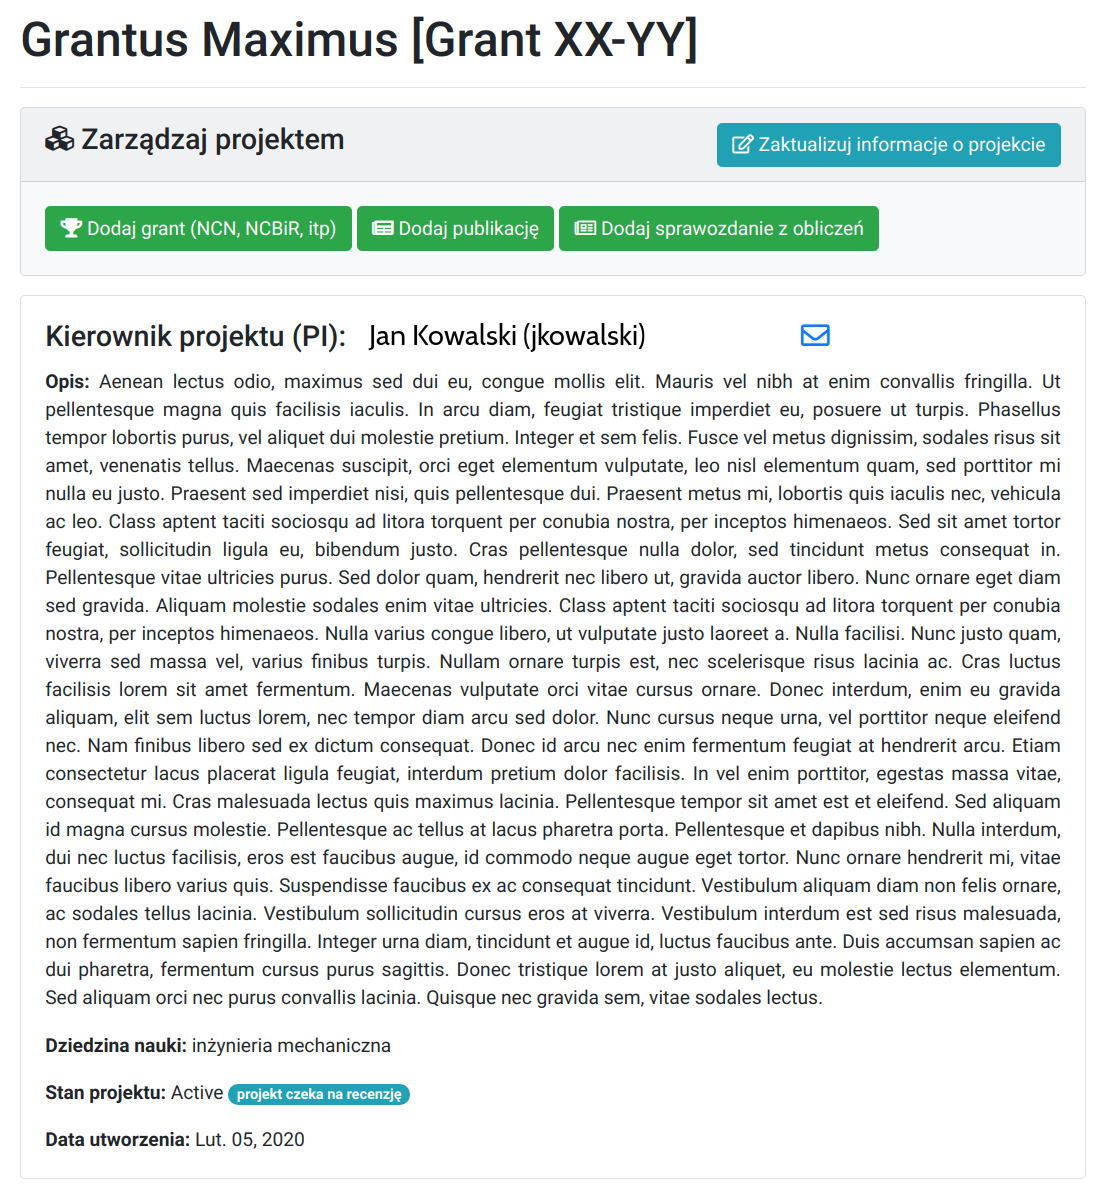 Grantus Maximus [Grant XX-YY]
Zarządzaj projektem
Zaktualizuj informacje o projekcie
Dodaj grant (NCN, NCBiR, itp)
Dodaj publikację
Dodaj sprawozdanie z obliczeń
Kierownik projektu (PI): Jan Kowalski (jkowalski)
Opis: Aenean lectus odio, maximus sed dui eu, congue mollis elit. Mauris vel nibh at enim convallis fringilla. Ut
pellentesque magna quis facilisis iaculis. In arcu diam, feugiat tristique imperdiet eu, posuere ut turpis. Phasellus
tempor lobortis purus, vel aliquet dui molestie pretium. Integer et sem felis. Fusce vel metus dignissim, sodales risus sit
amet, venenatis tellus. Maecenas suscipit, orci eget elementum vulputate, leo nisl elementum quam, sed porttitor mi
nulla eu justo. Praesent sed imperdiet nisi, quis pellentesque dui. Praesent metus mi, lobortis quis iaculis nec, vehicula
ac leo. Class aptent taciti sociosqu ad litora torquent per conubia nostra, per inceptos himenaeos. Sed sit amet tortor
feugiat, sollicitudin ligula eu, bibendum justo. Cras pellentesque nulla dolor, sed tincidunt metus consequat in.
Pellentesque vitae ultricies purus. Sed dolor quam, hendrerit nec libero ut, gravida auctor libero. Nunc ornare eget diam
sed gravida. Aliquam molestie sodales enim vitae ultricies. Class aptent taciti sociosqu ad litora torquent per conubia
nostra, per inceptos himenaeos. Nulla varius congue libero, ut vulputate justo laoreet a. Nulla facilisi. Nunc justo quam,
viverra sed massa vel, varius finibus turpis. Nullam ornare turpis est, nec scelerisque risus lacinia ac. Cras luctus
facilisis lorem sit amet fermentum. Maecenas vulputate orci vitae cursus ornare. Donec interdum, enim eu gravida
aliquam, elit sem luctus lorem, nec tempor diam arcu sed dolor. Nunc cursus neque urna, vel porttitor neque eleifend
nec. Nam finibus libero sed ex dictum consequat. Donec id arcu nec enim fermentum feugiat at hendrerit arcu. Etiam
consectetur lacus placerat ligula feugiat, interdum pretium dolor facilisis. In vel enim porttitor, egestas massa vitae,
consequat mi. Cras malesuada lectus quis maximus lacinia. Pellentesque tempor sit amet est et eleifend. Sed aliquam
id magna cursus molestie. Pellentesque ac tellus at lacus pharetra porta. Pellentesque et dapibus nibh. Nulla interdum,
dui nec luctus facilisis, eros est faucibus augue, id commodo neque augue eget tortor. Nunc ornare hendrerit mi, vitae
faucibus libero varius quis. Suspendisse faucibus ex ac consequat tincidunt. Vestibulum aliquam diam non felis ornare,
ac sodales tellus lacinia. Vestibulum sollicitudin cursus eros at viverra. Vestibulum interdum est sed risus malesuada,
non fermentum sapien fringilla. Integer urna diam, tincidunt et augue id, luctus faucibus ante. Duis accumsan sapien ac
dui pharetra, fermentum cursus purus sagittis. Donec tristique lorem at justo aliquet, eu molestie lectus elementum.
Sed aliquam orci nec purus convallis lacinia. Quisque nec gravida sem, vitae sodales lectus.
Dziedzina nauki: inżynieria mechaniczna
Stan projektu: Active projekt czeka na recenzję
Data utworzenia: Lut. 05, 2020